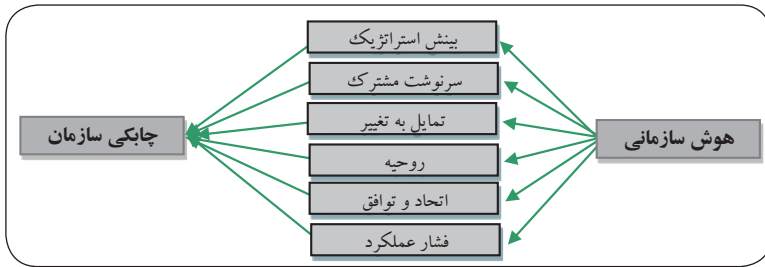 بینش استراتژیک
سرنوشت مشترک
تمایل به تغییر
روحیه
اتحاد و توافق
فشار عملکرد
هوش سازمانی
چابکی سازمان